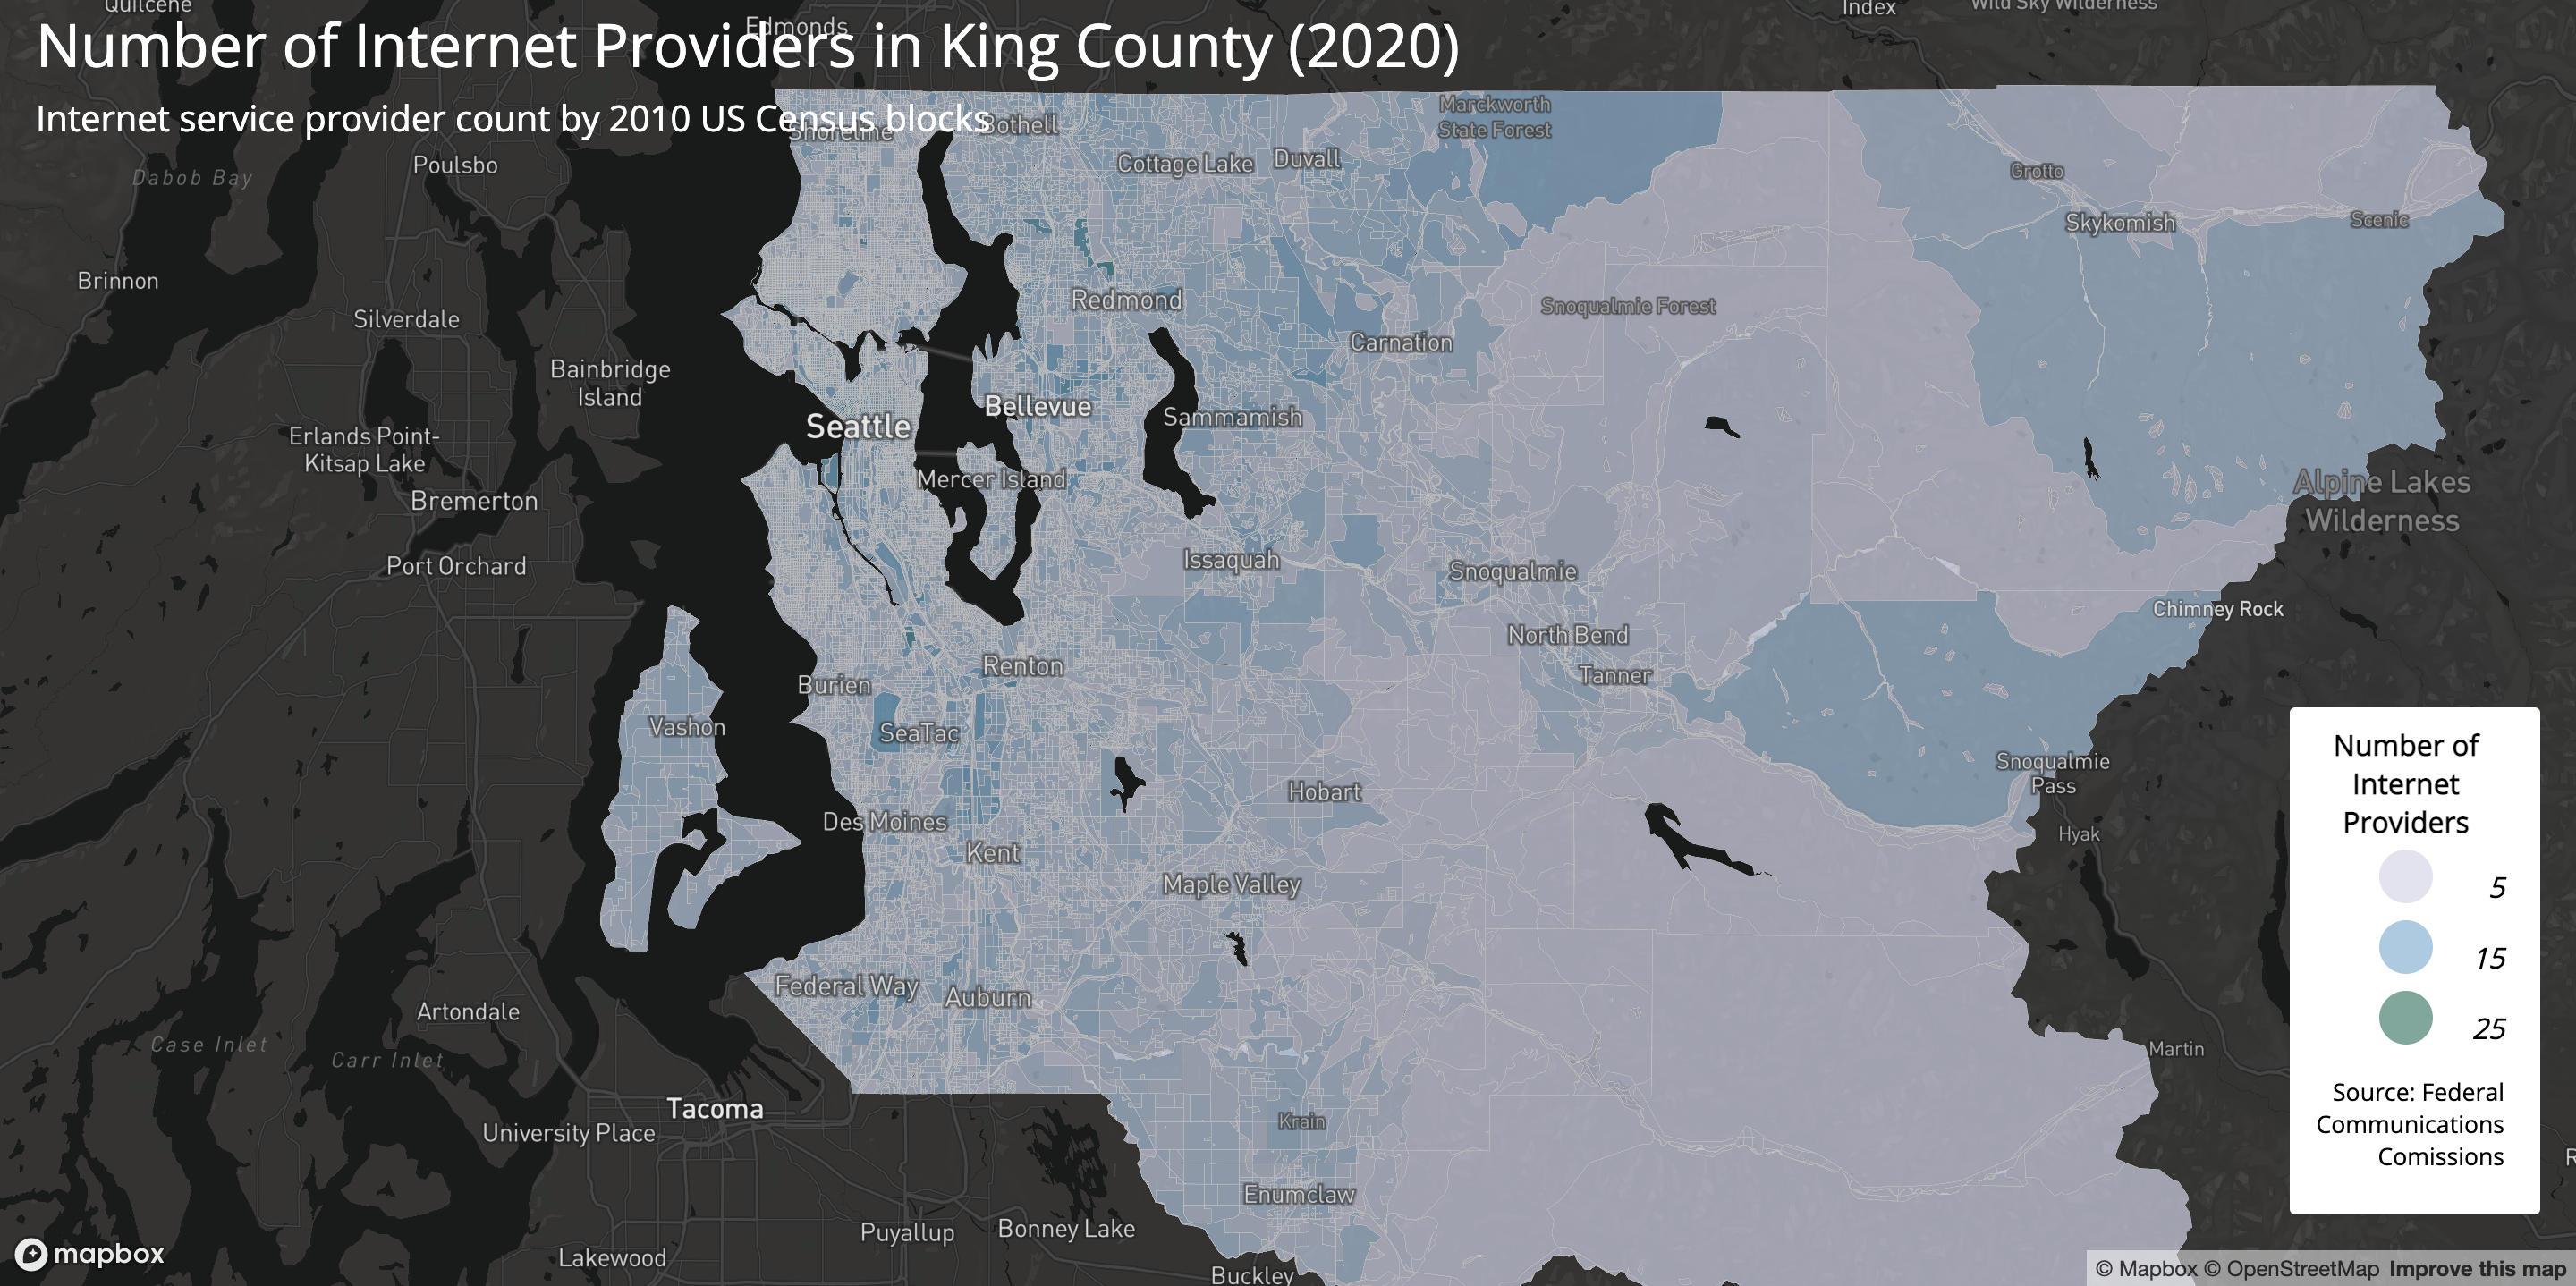 Quilcene
Edmonds
Index
Wild Sky Wilderness
Number of Internet Providers in King County (2020)
Internet service provider count by 2010 US Census blocks
Shoreline
Bothell
Marckworth
State Forest
Poulsbo
Dabob Bay
Cottage Lake
Duvall
Grotto
Skykomish
Scenic
Brinnon
Silverdale
Redmond
Snoqualmie Forest
Carnation
Bainbridge
Island
Seattle
Bellevue
Sammamish
Erlands Point-
Kitsap Lake
Mercer Island
Bremerton
Alpine Lakes
Wilderness
Port Orchard
Issaquah
Snoqualmie
Chimney Rock
North Bend
Renton
Tanner
Burien
Vashon
SeaTac
Snoqualmie
Pass
Hobart
Des Moines
Hyak
Kent
Maple Valley
Federal Way
Auburn
Artondale
Case Inlet
Carr Inlet
Martin
Tacoma
University Place
Krain
Enumclaw
Puyallup
Bonney Lake
Lakewood
Buckley
Number of
Internet
Providers
5
15
25
Source: Federal
Communications
Comissions
mapbox
© Mapbox © OpenStreetMap Improve this map